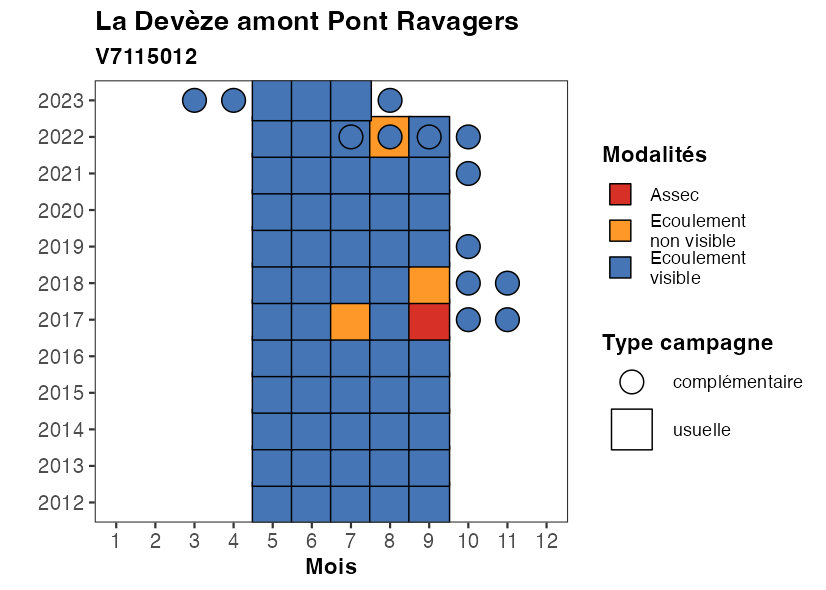 La Devèze amont Pont Ravagers
V7115012
2023
2022
2021
2020
2019
2018
2017
2016
2015
2014
2013
2012
1 2 3 4 5 6 7 8 9 10 11 12
Mois
Modalités
Assec
Ecoulement
non visible
Ecoulement
visible
Type campagne
complémentaire
usuelle